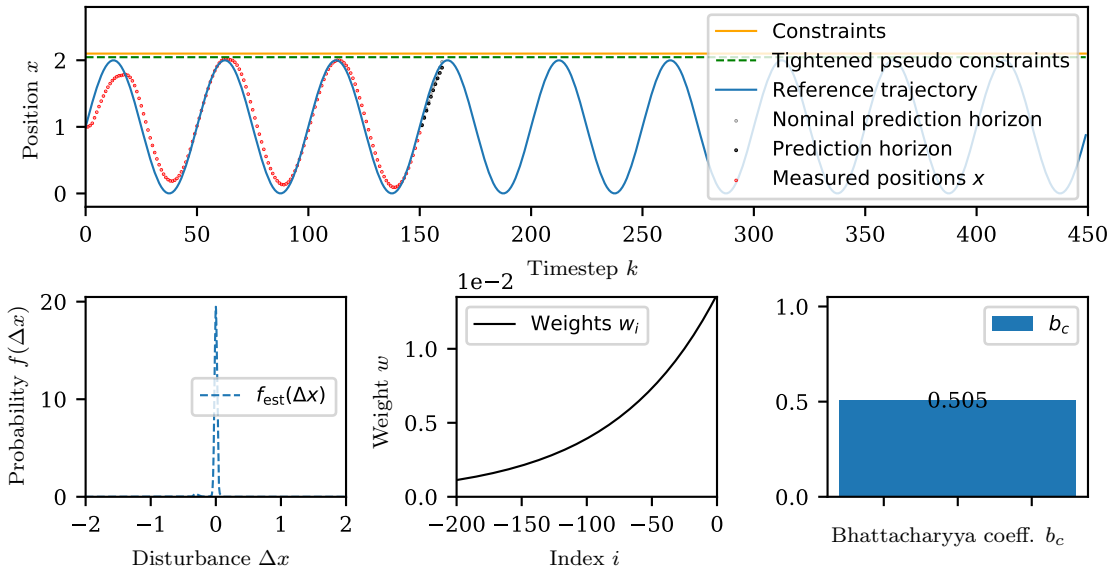 Position x
2
1
0
Constraints
Tightened pseudo constraints
Reference trajectory
Nominal prediction horizon
Prediction horizon
Measured positions x
0 50 100 150 200 250 300 350 400 450
Timestep k
Probability f(Δx)
20
10
0
f_est(Δx)
−2 −1 0 1 2
Disturbance Δx
1e−2
Weight w
1.0
0.5
0.0
Weights w_i
−200 −150 −100 −50 0
Index i
1.0
0.5
0.0
b_c
0.505
Bhattacharyya coeff. b_c